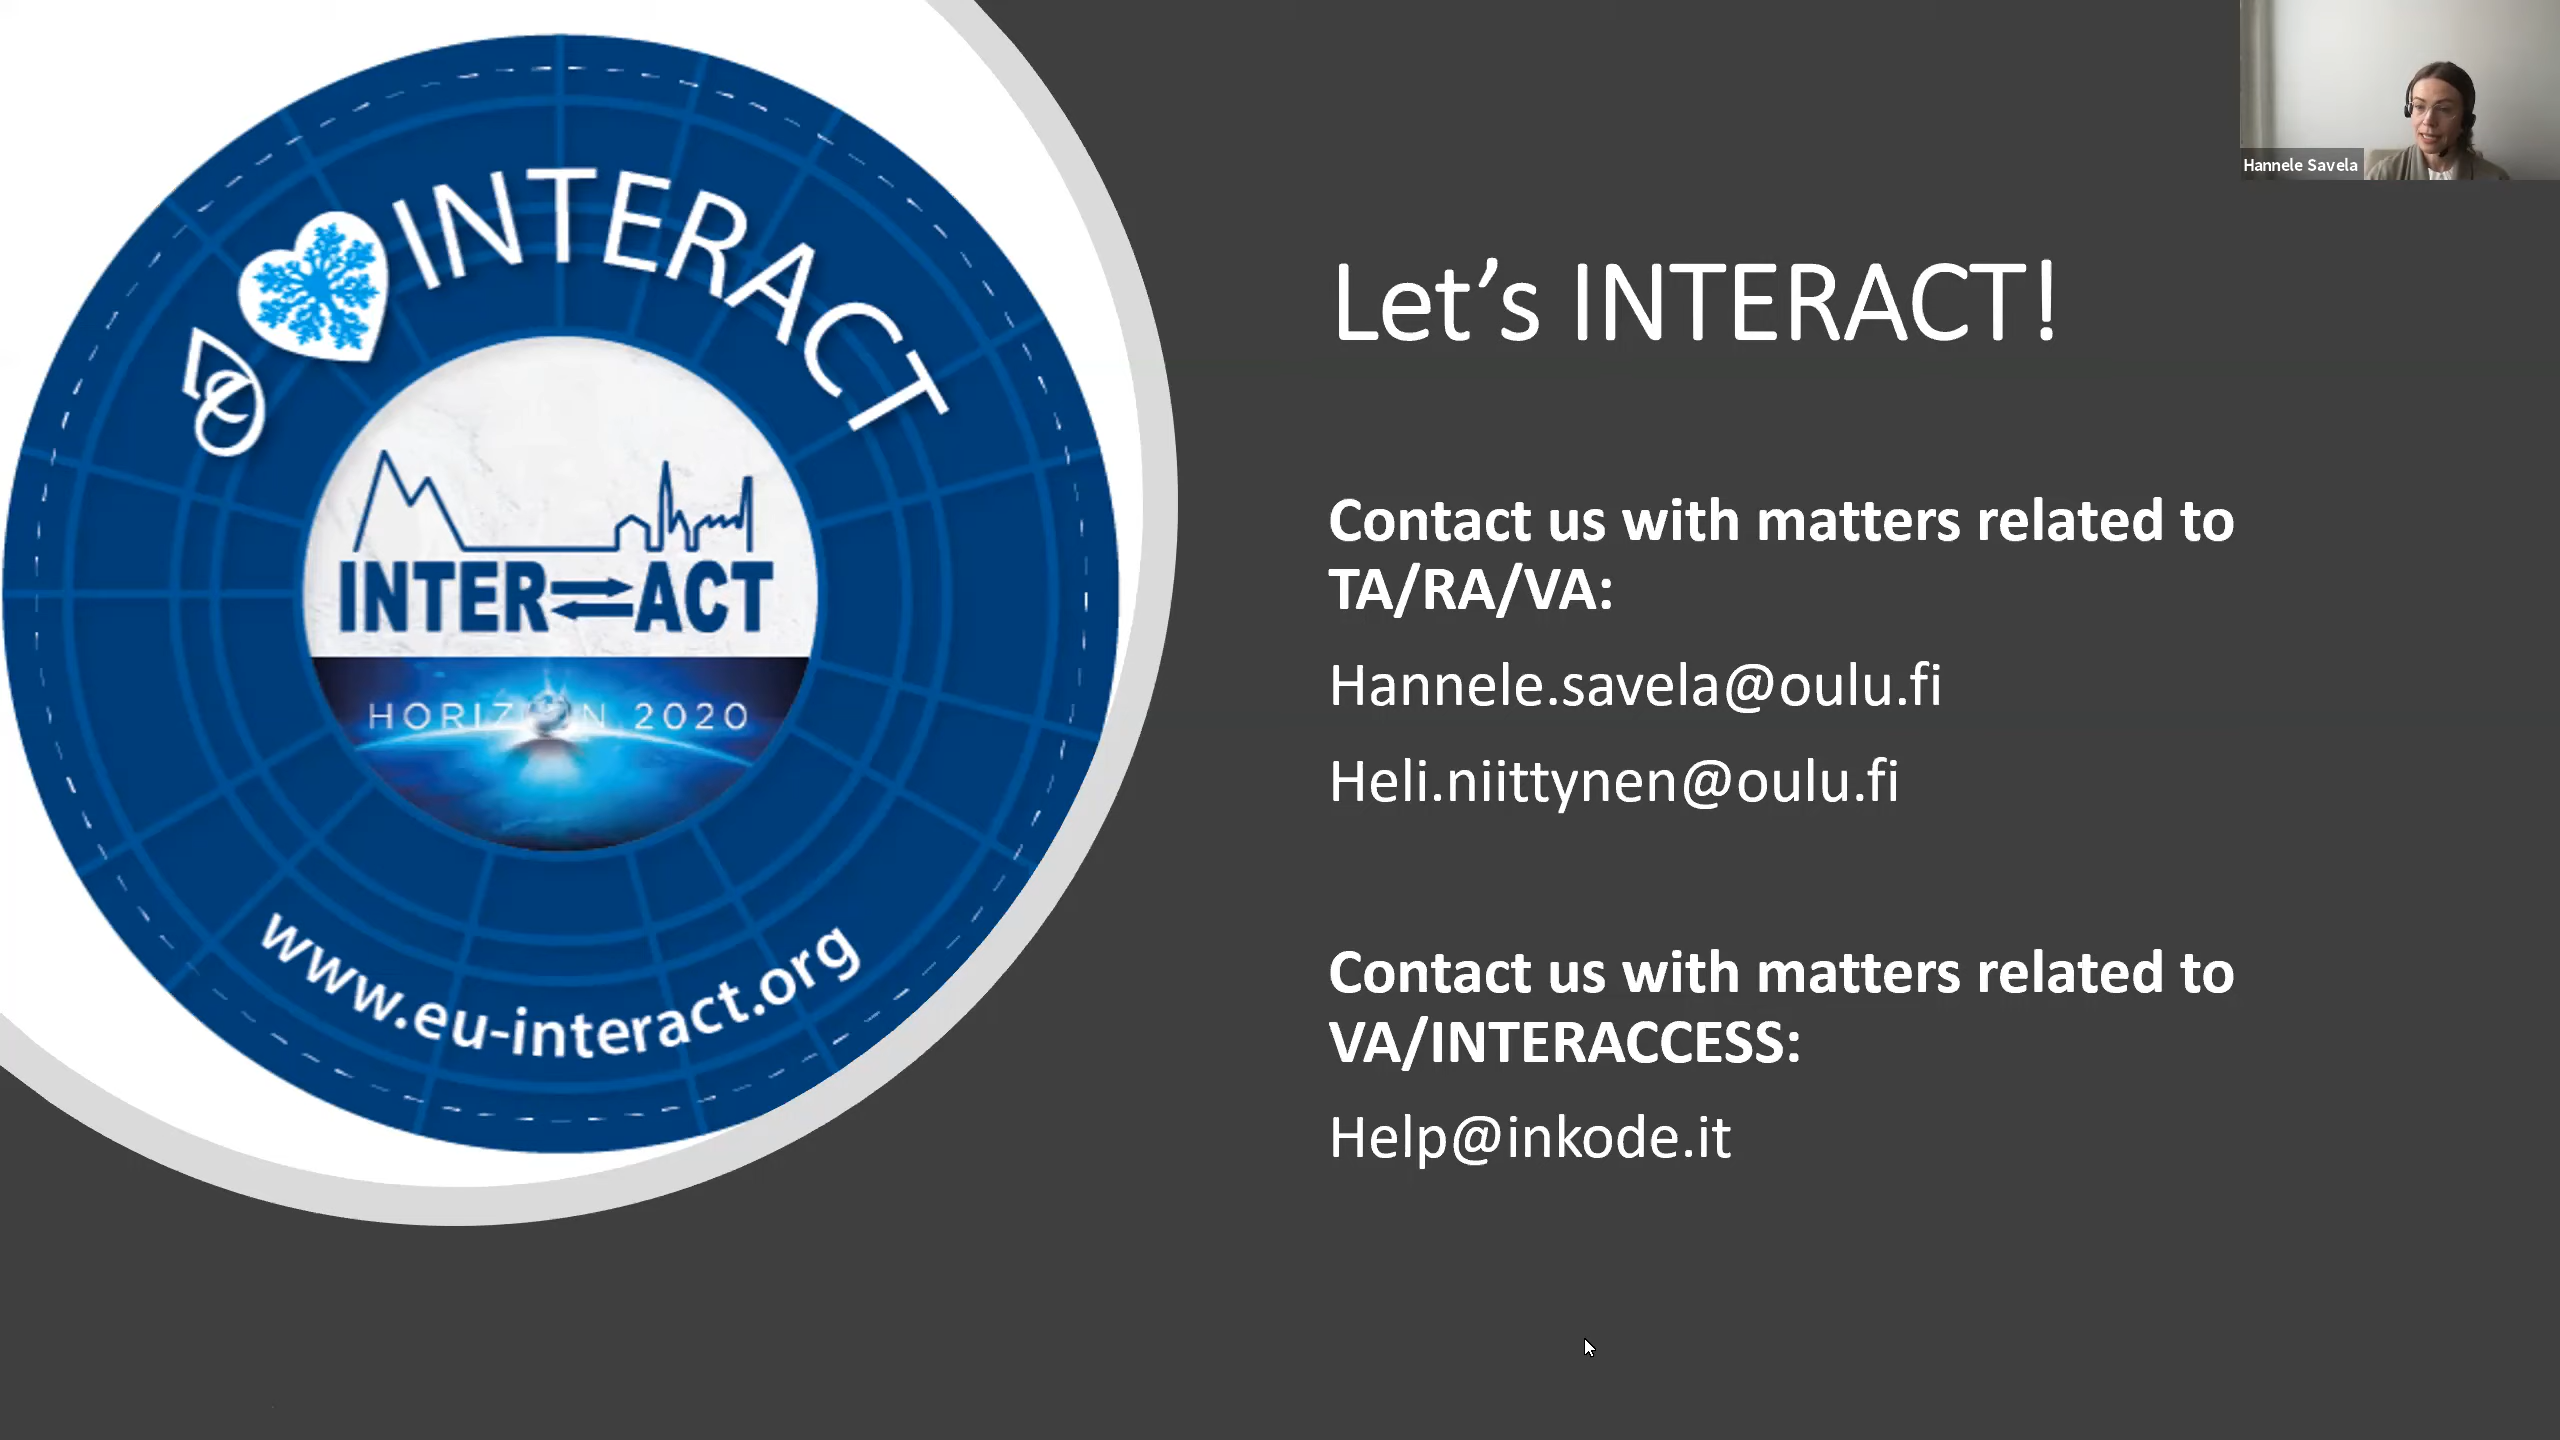 We INTERACT
INTER ACT
HORIZON 2020
www.eu-interact.org
Hannele Savela
Let’s INTERACT!
Contact us with matters related to
TA/RA/VA:
Hannele.savela@oulu.fi
Heli.niittynen@oulu.fi
Contact us with matters related to
VA/INTERACCESS:
Help@inkode.it